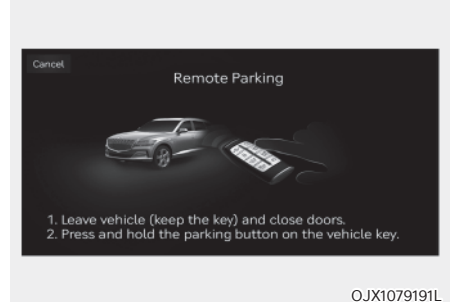 Cancel
Remote Parking
1. Leave vehicle (keep the key) and close doors.
2. Press and hold the parking button on the vehicle key.
OJX1079191L